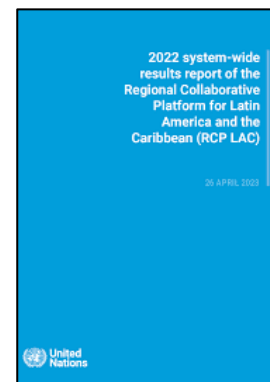 2022 system-wide
results report of the
Regional Collaborative
Platform for Latin
America and the
Caribbean (RCP LAC)
26 APRIL 2023
United
Nations